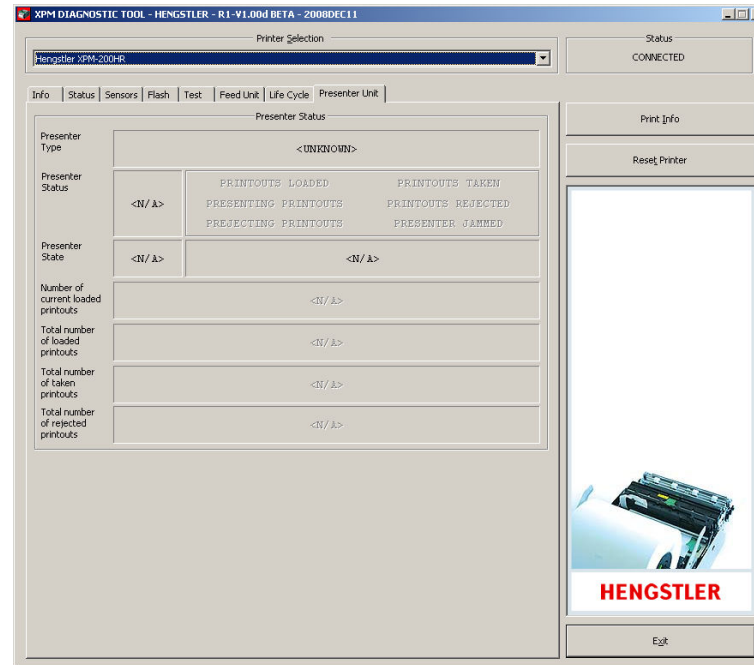 XPM DIAGNOSTIC TOOL - HENGSTLER - R1-V1.00d BETA - 2008DEC11
Printer Selection
Hengstler XPM-200HR
Status
CONNECTED
Info Status Sensors Flash Test Feed Unit Life Cycle Presenter Unit
Presenter Status
Presenter
Type
<UNKNOWN>
Presenter
Status
<N/A>
PRINTOUTS LOADED PRINTOUTS TAKEN
PRESENTING PRINTOUTS PRINTOUTS REJECTED
PREJECTING PRINTOUTS PRESENTER JAMMED
Presenter
State
<N/A> <N/A>
Number of
current loaded
printouts
<N/A>
Total number
of loaded
printouts
<N/A>
Total number
of taken
printouts
<N/A>
Total number
of rejected
printouts
<N/A>
Print Info
Reset Printer
HENGSTLER
Exit